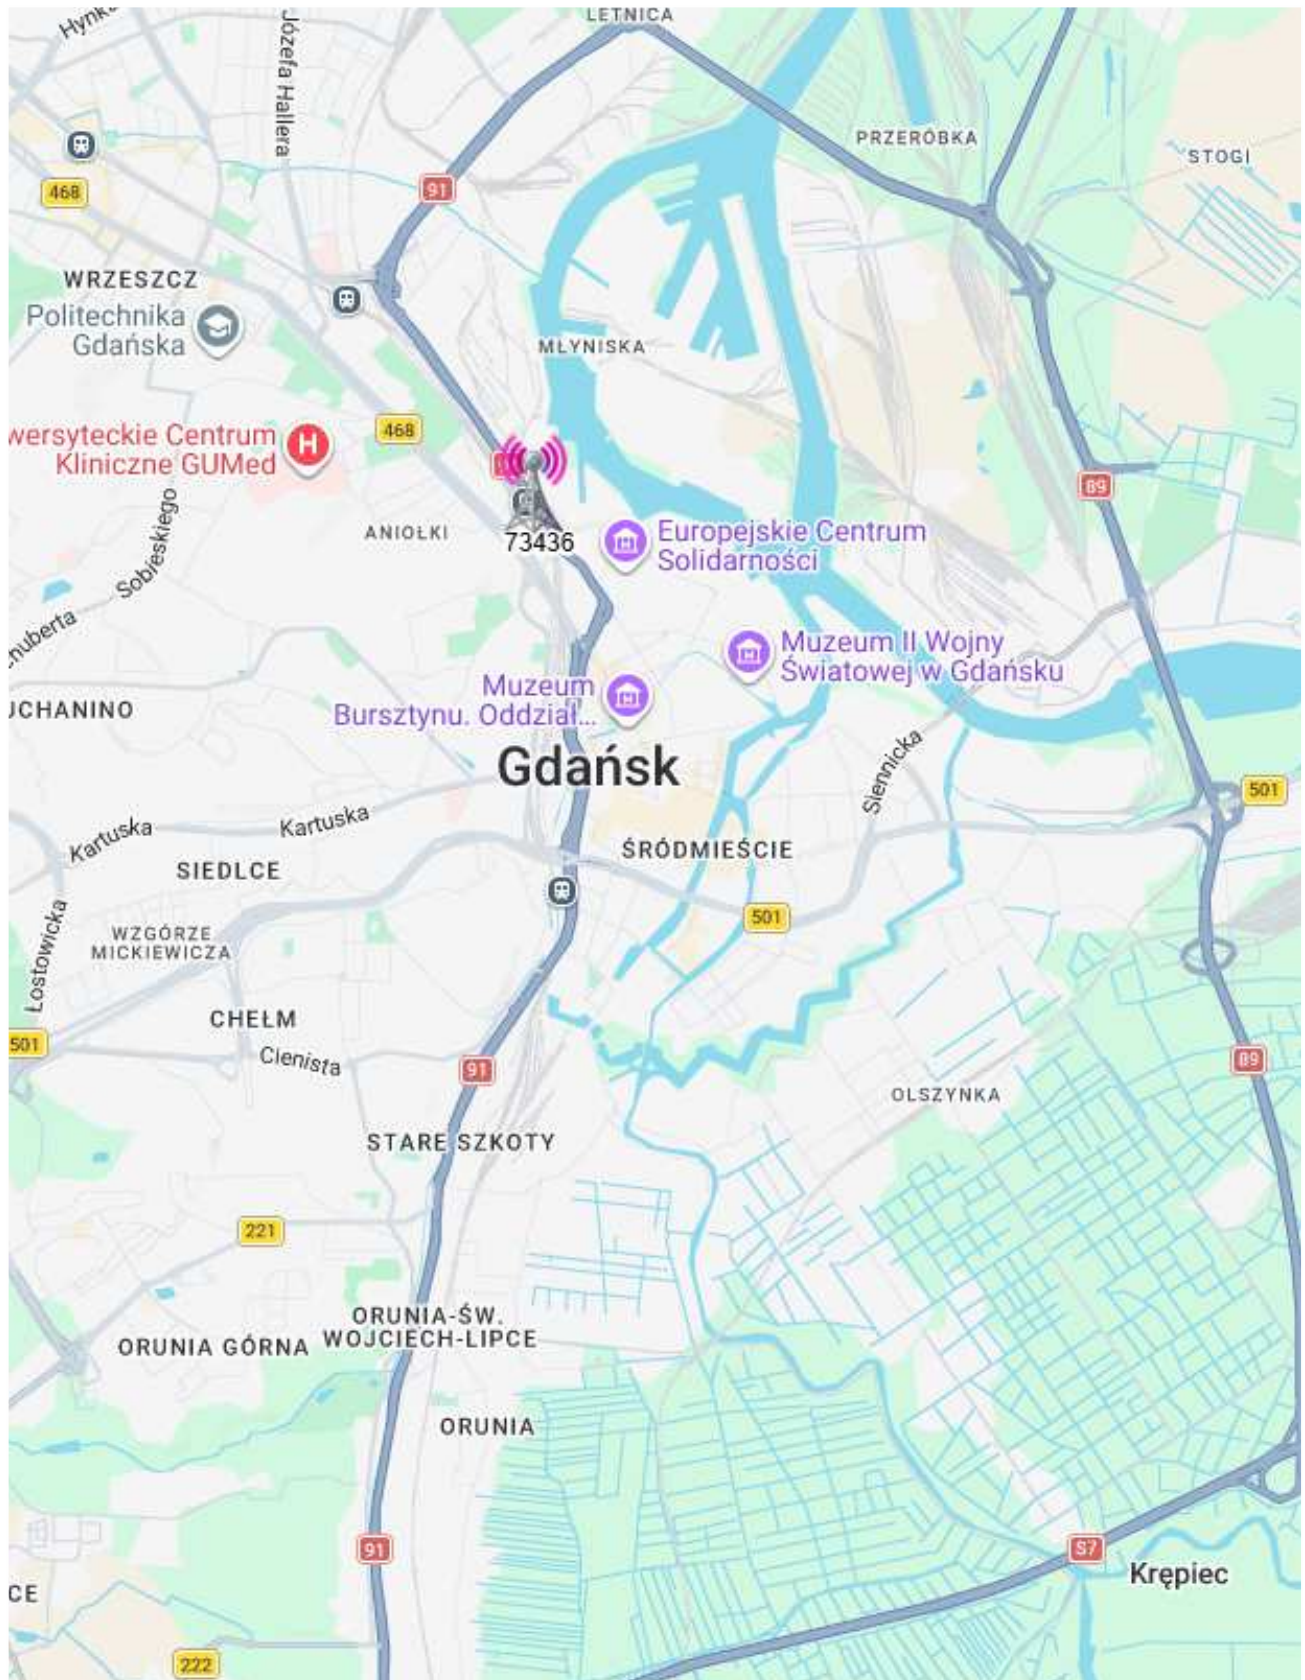 LETNICA
Józefa Hallera
PRZERÓBKA
STOGI
91
468
WRZESZCZ
Politechnika
Gdańska
MŁYNISKA
468
wersyteckie Centrum
Kliniczne GUMed
H
89
Sobieskiego
ANIOŁKI
73436
Europejskie Centrum
Solidarności
huberta
Muzeum II Wojny
Światowej w Gdańsku
Muzeum
Bursztynu. Oddział...
UCHANINO
Gdańsk
Siennicka
501
Kartuska
Kartuska
ŚRÓDMIEŚCIE
SIEDLCE
501
WZGÓRZE
MICKIEWICZA
Łostowicka
CHEŁM
501
Cienista
91
89
OLSZYNKA
STARE SZKOTY
221
ORUNIA-ŚW.
WOJCIECH-LIPCE
ORUNIA GÓRNA
ORUNIA
91
S7
Krępiec
CE
222